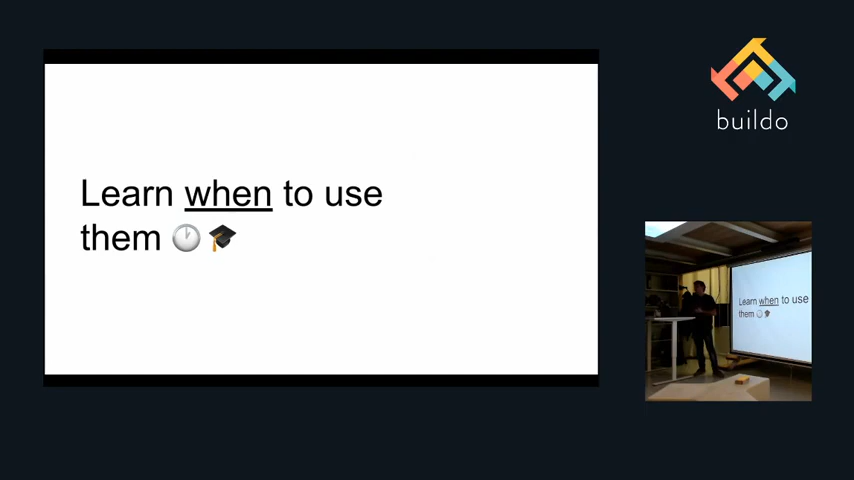 Learn when to use
them 🕐 🎓
buildo
Learn when to use
them 🕐 🎓